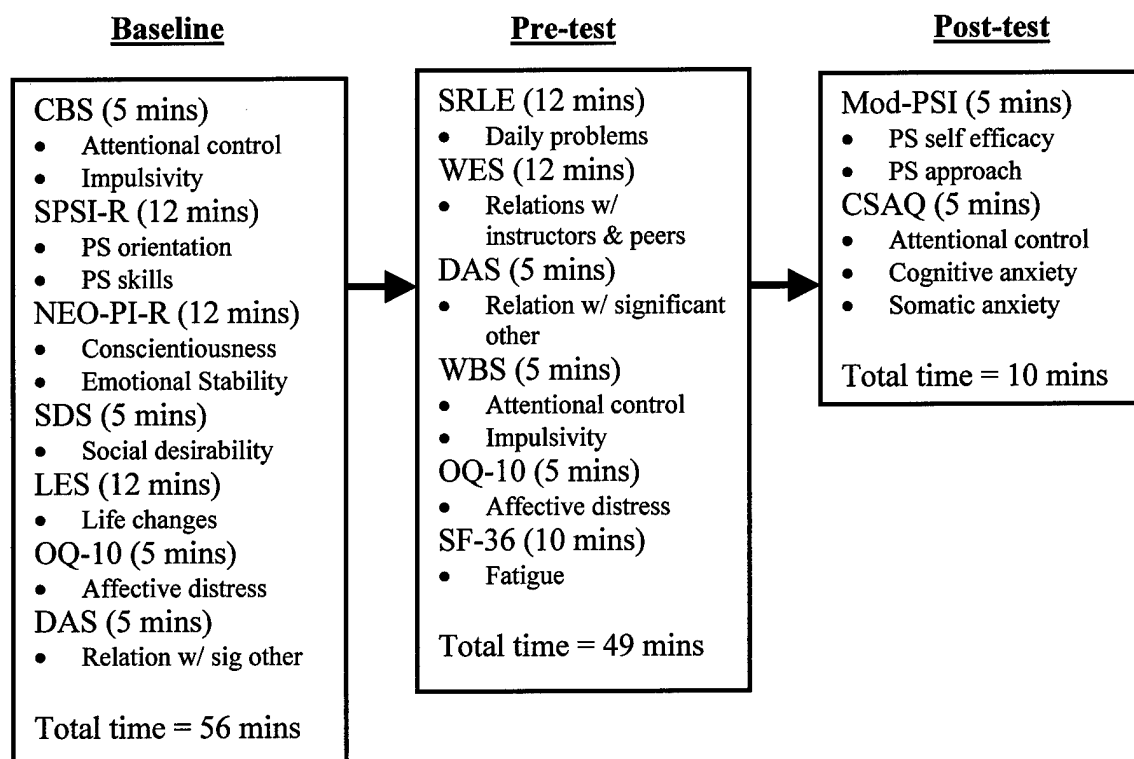 Baseline
CBS (5 mins)
• Attentional control
• Impulsivity
SPSI-R (12 mins)
• PS orientation
• PS skills
NEO-PI-R (12 mins)
• Conscientiousness
• Emotional Stability
SDS (5 mins)
• Social desirability
LES (12 mins)
• Life changes
OQ-10 (5 mins)
• Affective distress
DAS (5 mins)
• Relation w/ sig other
Total time = 56 mins
Pre-test
SRLE (12 mins)
• Daily problems
WES (12 mins)
• Relations w/
instructors & peers
DAS (5 mins)
• Relation w/ significant
other
WBS (5 mins)
• Attentional control
• Impulsivity
OQ-10 (5 mins)
• Affective distress
SF-36 (10 mins)
• Fatigue
Total time = 49 mins
Post-test
Mod-PSI (5 mins)
• PS self efficacy
• PS approach
CSAQ (5 mins)
• Attentional control
• Cognitive anxiety
• Somatic anxiety
Total time = 10 mins